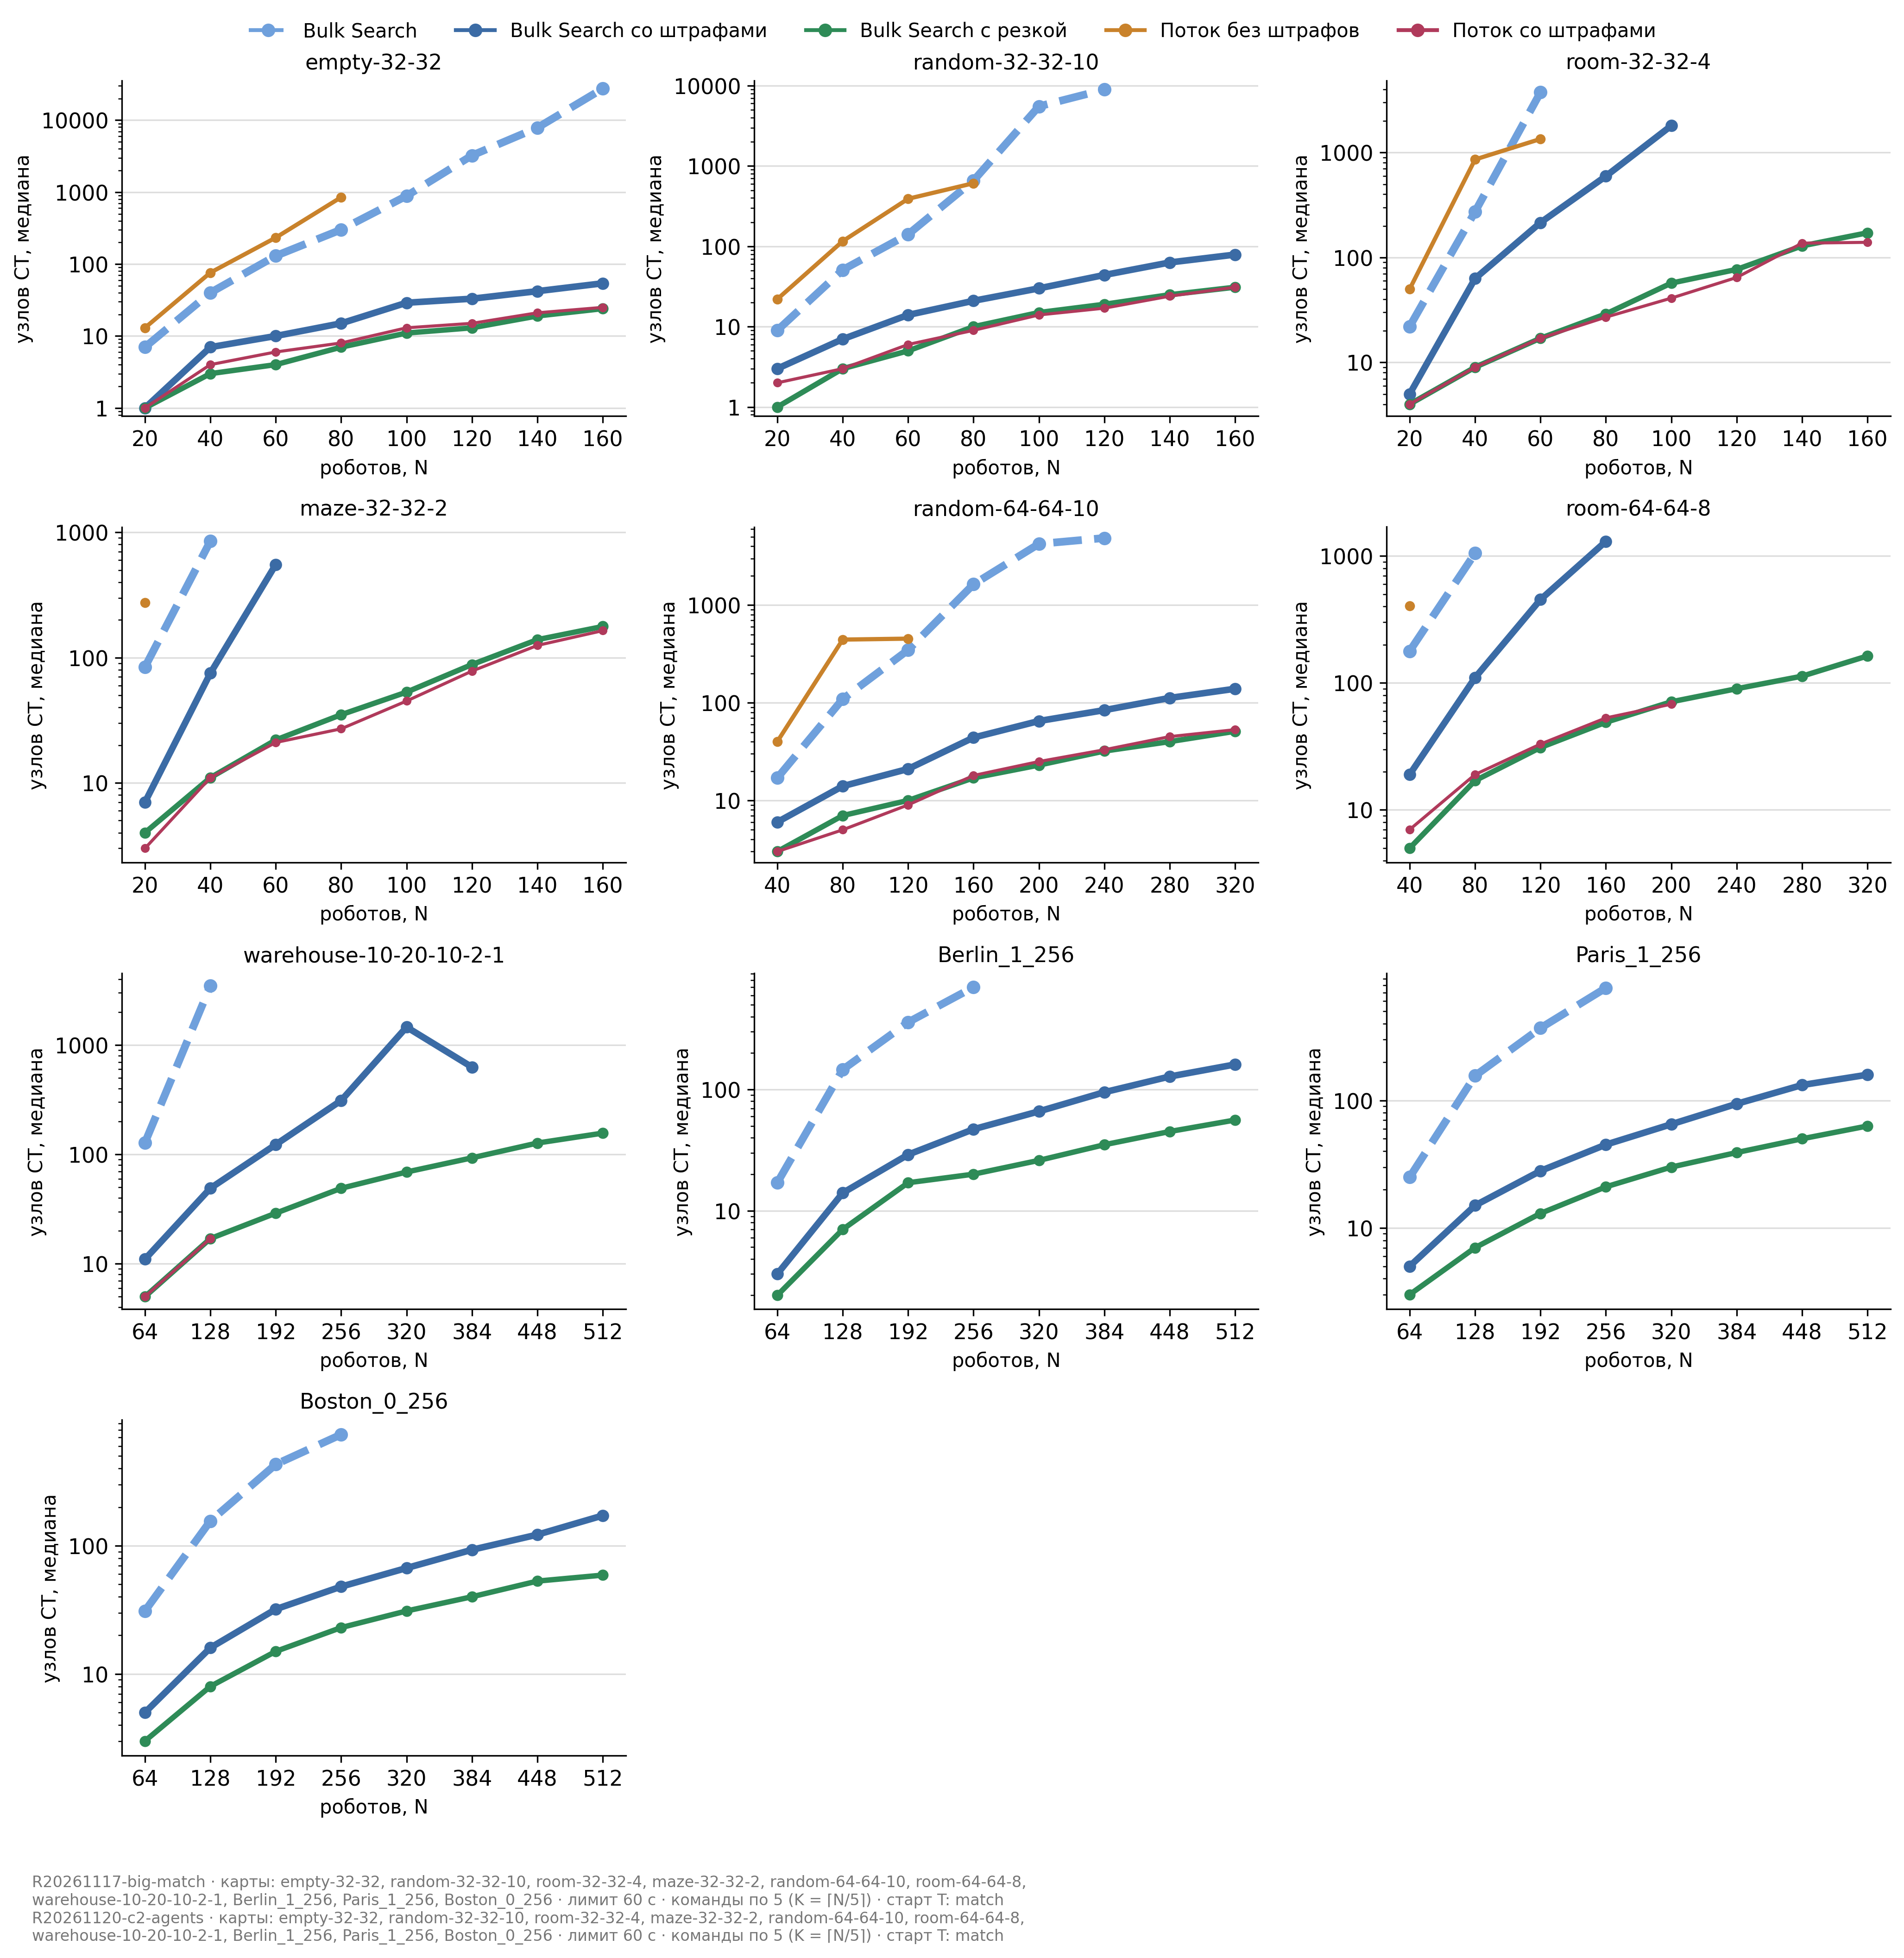 Bulk Search Bulk Search со штрафами Bulk Search с резкой Поток без штрафов Поток со штрафами
empty-32-32
узлов CT, медиана
10000
1000
100
10
1
20 40 60 80 100 120 140 160
роботов, N
random-32-32-10
узлов CT, медиана
10000
1000
100
10
1
20 40 60 80 100 120 140 160
роботов, N
room-32-32-4
узлов CT, медиана
1000
100
10
20 40 60 80 100 120 140 160
роботов, N
maze-32-32-2
узлов CT, медиана
1000
100
10
20 40 60 80 100 120 140 160
роботов, N
random-64-64-10
узлов CT, медиана
1000
100
10
40 80 120 160 200 240 280 320
роботов, N
room-64-64-8
узлов CT, медиана
1000
100
10
40 80 120 160 200 240 280 320
роботов, N
warehouse-10-20-10-2-1
узлов CT, медиана
1000
100
10
64 128 192 256 320 384 448 512
роботов, N
Berlin_1_256
узлов CT, медиана
100
10
64 128 192 256 320 384 448 512
роботов, N
Paris_1_256
узлов CT, медиана
100
10
64 128 192 256 320 384 448 512
роботов, N
Boston_0_256
узлов CT, медиана
100
10
64 128 192 256 320 384 448 512
роботов, N
R20261117-big-match · карты: empty-32-32, random-32-32-10, room-32-32-4, maze-32-32-2, random-64-64-10, room-64-64-8,
warehouse-10-20-10-2-1, Berlin_1_256, Paris_1_256, Boston_0_256 · лимит 60 с · команды по 5 (K = ⌈N/5⌉) · старт T: match
R20261120-c2-agents · карты: empty-32-32, random-32-32-10, room-32-32-4, maze-32-32-2, random-64-64-10, room-64-64-8,
warehouse-10-20-10-2-1, Berlin_1_256, Paris_1_256, Boston_0_256 · лимит 60 с · команды по 5 (K = ⌈N/5⌉) · старт T: match